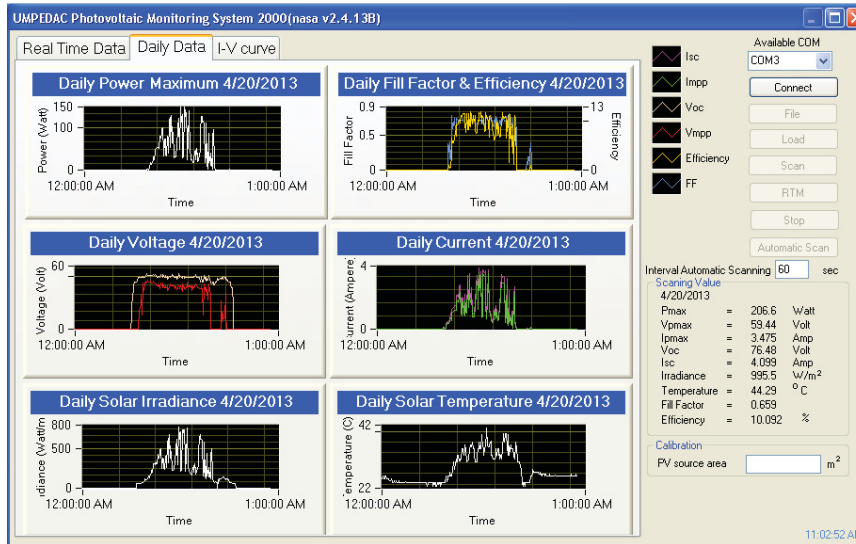 UMPEDAC Photovoltaic Monitoring System 2000(nasa v2.4.13B)
Real Time Data
Daily Data
I-V curve
Daily Power Maximum 4/20/2013
Power (Watt)
150
100
0
12:00:00 AM
1:00:00 AM
Time
Daily Fill Factor & Efficiency 4/20/2013
Fill Factor
0.9
0.5
0
13
0
Efficiency
12:00:00 AM
1:00:00 AM
Time
Daily Voltage 4/20/2013
Voltage (Volt)
60
0
12:00:00 AM
1:00:00 AM
Time
Daily Current 4/20/2013
Current (Ampere)
4
0
12:00:00 AM
1:00:00 AM
Time
Daily Solar Irradiance 4/20/2013
diance (Watt/m
800
500
0
12:00:00 AM
1:00:00 AM
Time
Daily Solar Temperature 4/20/2013
Temperature (C)
42
22
12:00:00 AM
1:00:00 AM
Time
Isc
Impp
Voc
Vmpp
Efficiency
FF
Available COM
COM3
Connect
File
Load
Scan
RTM
Stop
Automatic Scan
Interval Automatic Scanning 60 sec
Scaning Value
4/20/2013
Pmax = 206.6 Watt
Vpmax = 59.44 Volt
Ipmax = 3.475 Amp
Voc = 76.48 Volt
Isc = 4.099 Amp
Irradiance = 995.5 W/m²
Temperature = 44.29 °C
Fill Factor = 0.659
Efficiency = 10.092 %
Calibration
PV source area m²
11:02:52 AM